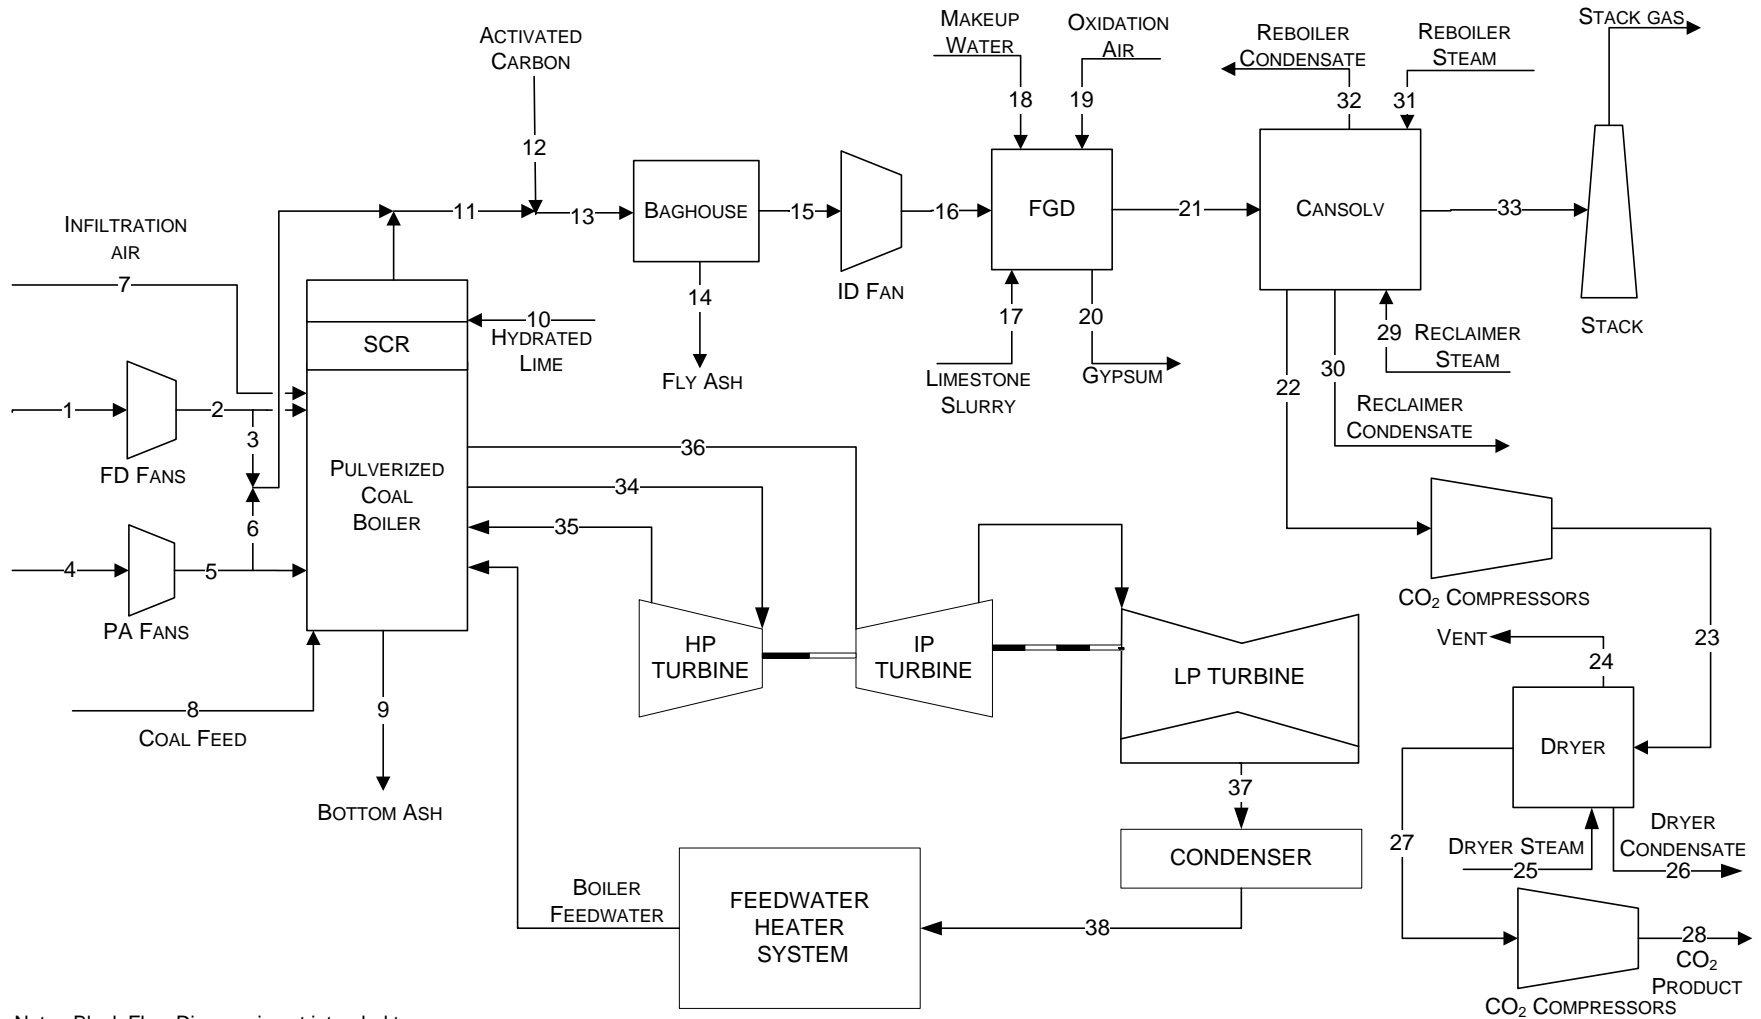 STACK GAS
MAKEUP
WATER
OXIDATION
AIR
REBOILER
CONDENSATE
REBOILER
STEAM
ACTIVATED
CARBON
18
19
32
31
12
INFILTRATION
AIR
7
11
13
BAGHOUSE
15
16
FGD
21
CANSOLV
33
ID FAN
14
FLY ASH
17
20
LIMESTONE
SLURRY
GYPSUM
29
RECLAIMER
STEAM
30
22
RECLAIMER
CONDENSATE
STACK
10
HYDRATED
LIME
SCR
1
2
3
FD FANS
PULVERIZED
COAL
BOILER
36
34
35
6
4
5
PA FANS
8
COAL FEED
9
BOTTOM ASH
HP
TURBINE
IP
TURBINE
LP TURBINE
37
CONDENSER
38
FEEDWATER
HEATER
SYSTEM
BOILER
FEEDWATER
CO2 COMPRESSORS
23
VENT
24
DRYER
27
DRYER STEAM
25
DRYER
CONDENSATE
26
28
CO2
PRODUCT
CO2 COMPRESSORS